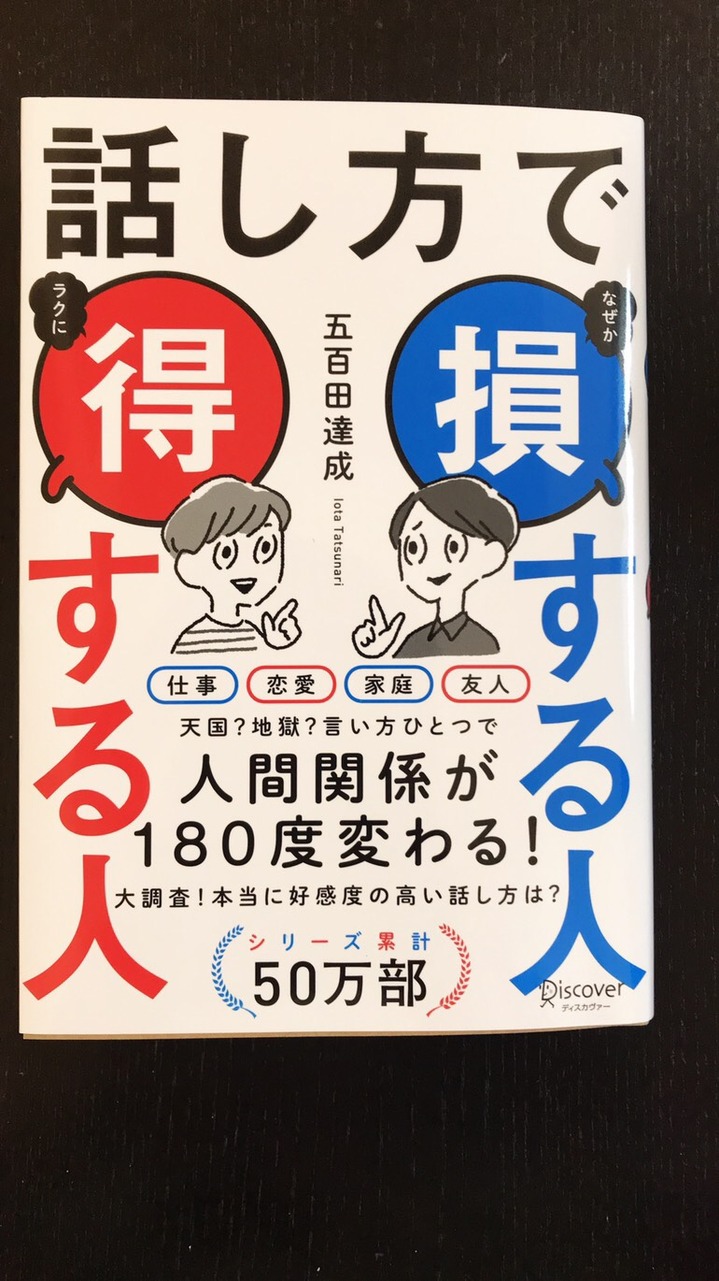 話し方で
なぜか
損する人
ラクに
得する人
五百田達成
Iota Tatsunari
仕事
恋愛
家庭
友人
天国?地獄?言い方ひとつで
人間関係が
180度変わる!
大調査!本当に好感度の高い話し方は?
シリーズ累計
50万部
Discover
ディスカヴァー